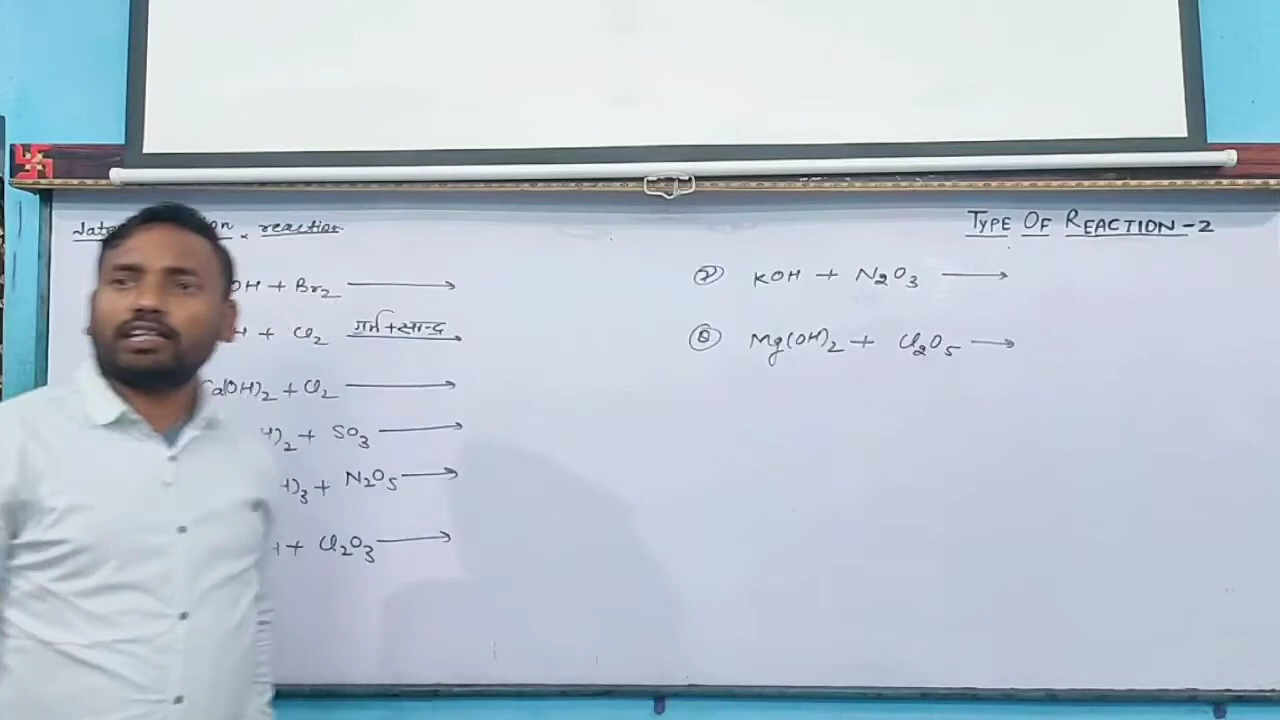 reaction
OH + Br2 ⟶
H + Cl2 गर्म+सान्द्र ⟶
Ca(OH)2 + Cl2 ⟶
H)2 + SO3 ⟶
H)3 + N2O5 ⟶
+ Cl2O3 ⟶
TYPE OF REACTION-2
⑦ KOH + N2O3 ⟶
⑧ Mg(OH)2 + Cl2O5 ⟶